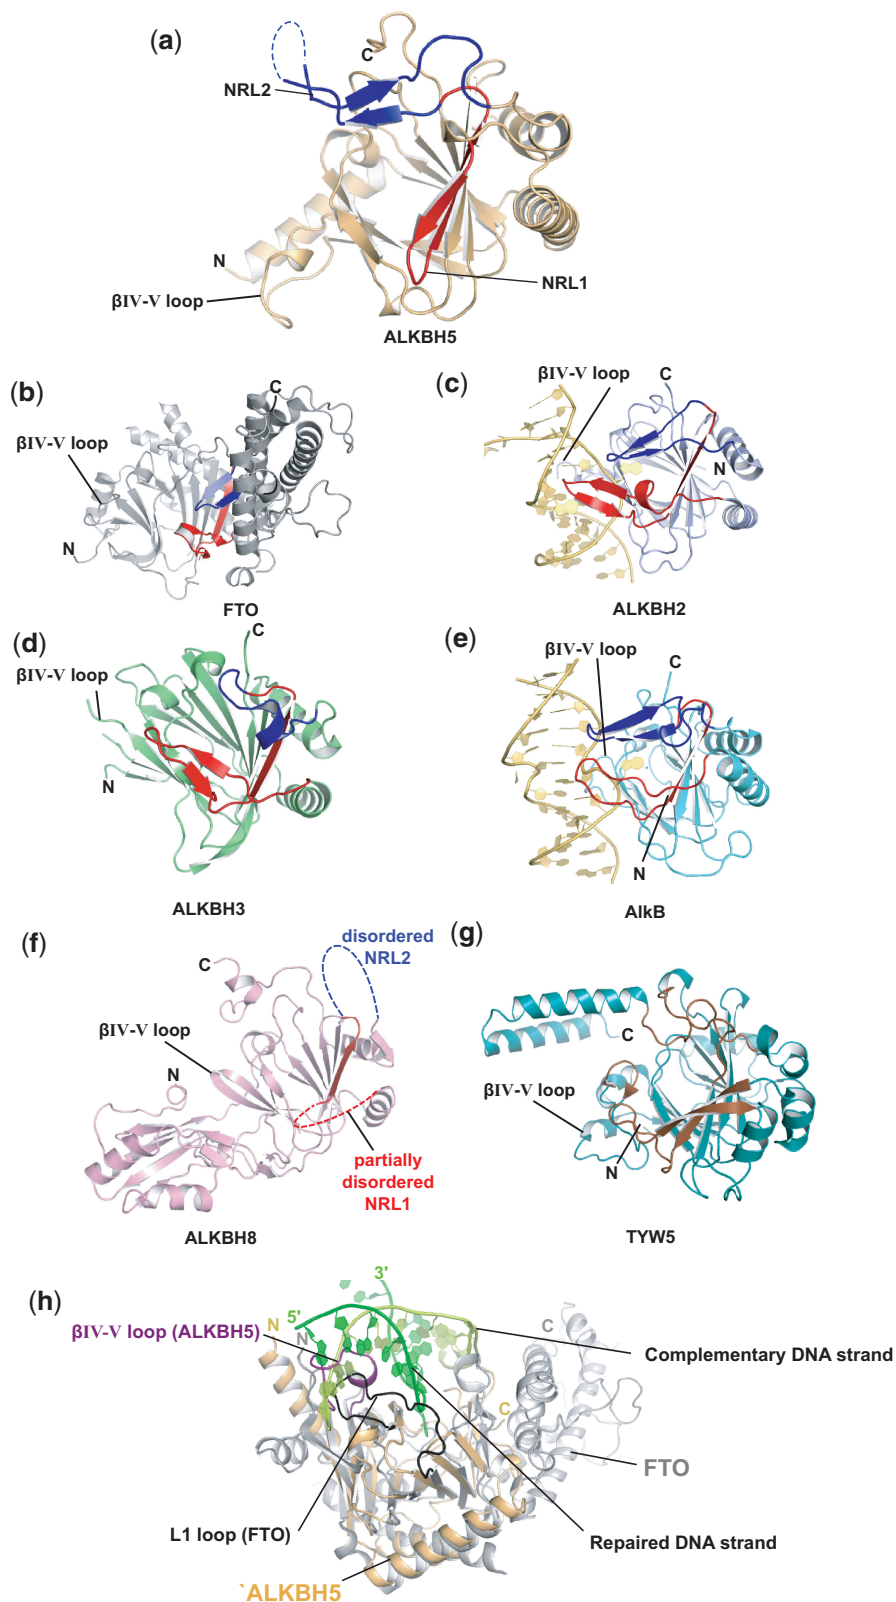 (a)
C
NRL2
N
βIV-V loop
NRL1
ALKBH5
(b)
C
βIV-V loop
N
FTO
(c)
βIV-V loop
C
N
ALKBH2
(d)
C
βIV-V loop
N
ALKBH3
(e)
βIV-V loop
C
N
AlkB
(f)
disordered
NRL2
C
βIV-V loop
N
partially
disordered
NRL1
ALKBH8
(g)
C
βIV-V loop
N
TYW5
(h)
3'
5'
N
N
βIV-V loop (ALKBH5)
C
Complementary DNA strand
C
FTO
L1 loop (FTO)
Repaired DNA strand
`ALKBH5